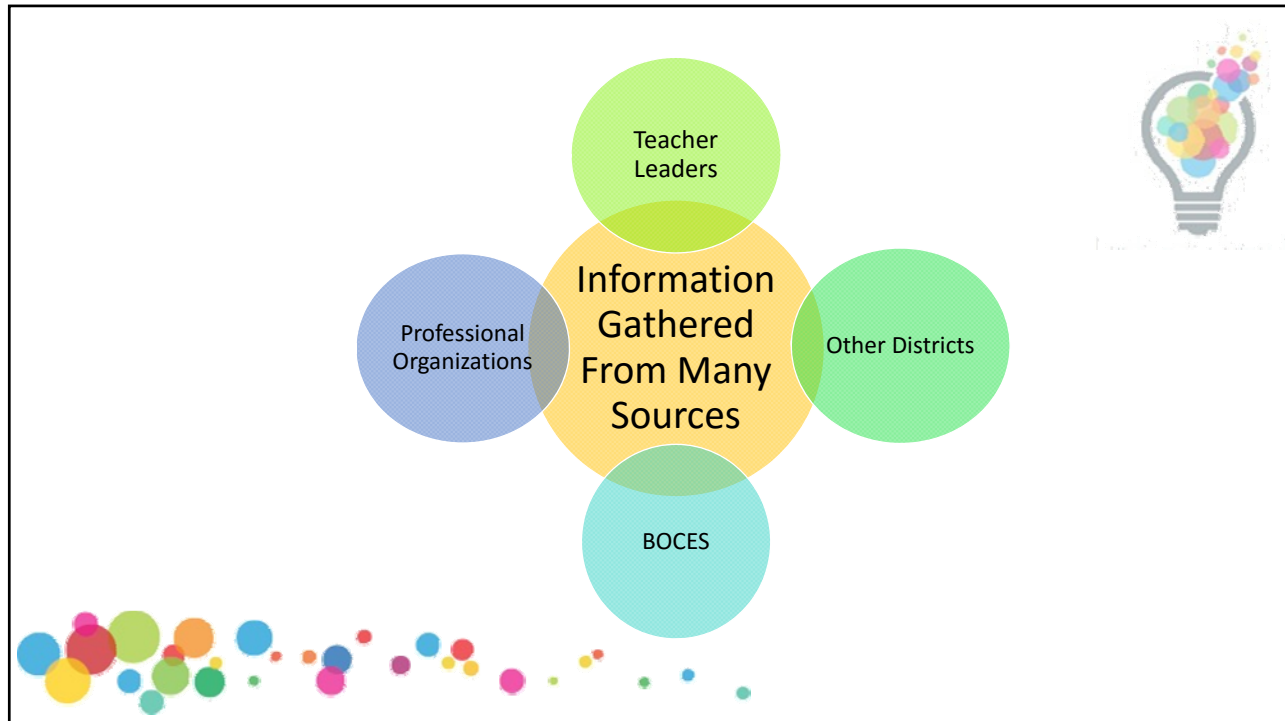 Teacher
Leaders
Information
Gathered
From Many
Sources
Professional
Organizations
Other Districts
BOCES